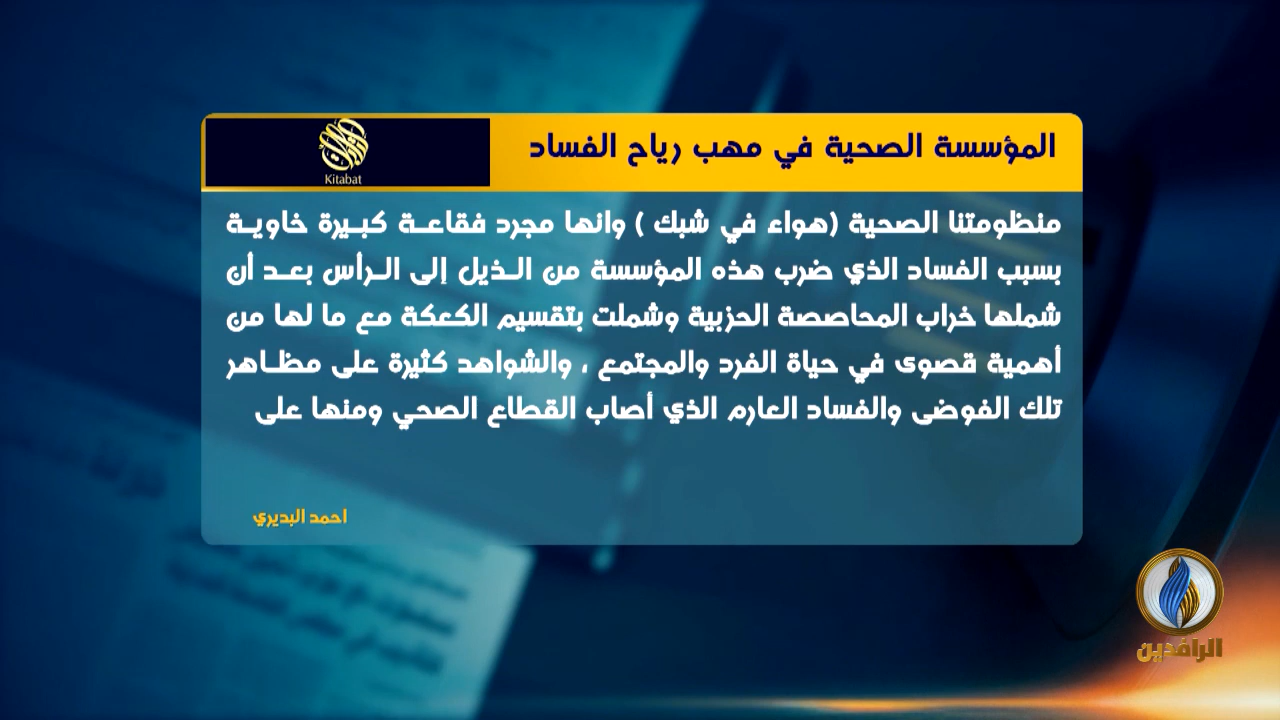 المؤسسة الصحية في مهب رياح الفساد
Kitabat
منظومتنا الصحية (هواء في شبك ) وانها مجرد فقاعة كبيرة خاوية
بسبب الفساد الذي ضرب هذه المؤسسة من الذيل إلى الرأس بعد أن
شملها خراب المحاصصة الحزبية وشملت بتقسيم الكعكة مع ما لها من
أهمية قصوى في حياة الفرد والمجتمع ، والشواهد كثيرة على مظاهر
تلك الفوضى والفساد العارم الذي أصاب القطاع الصحي ومنها على
احمد البديري
الرافدين